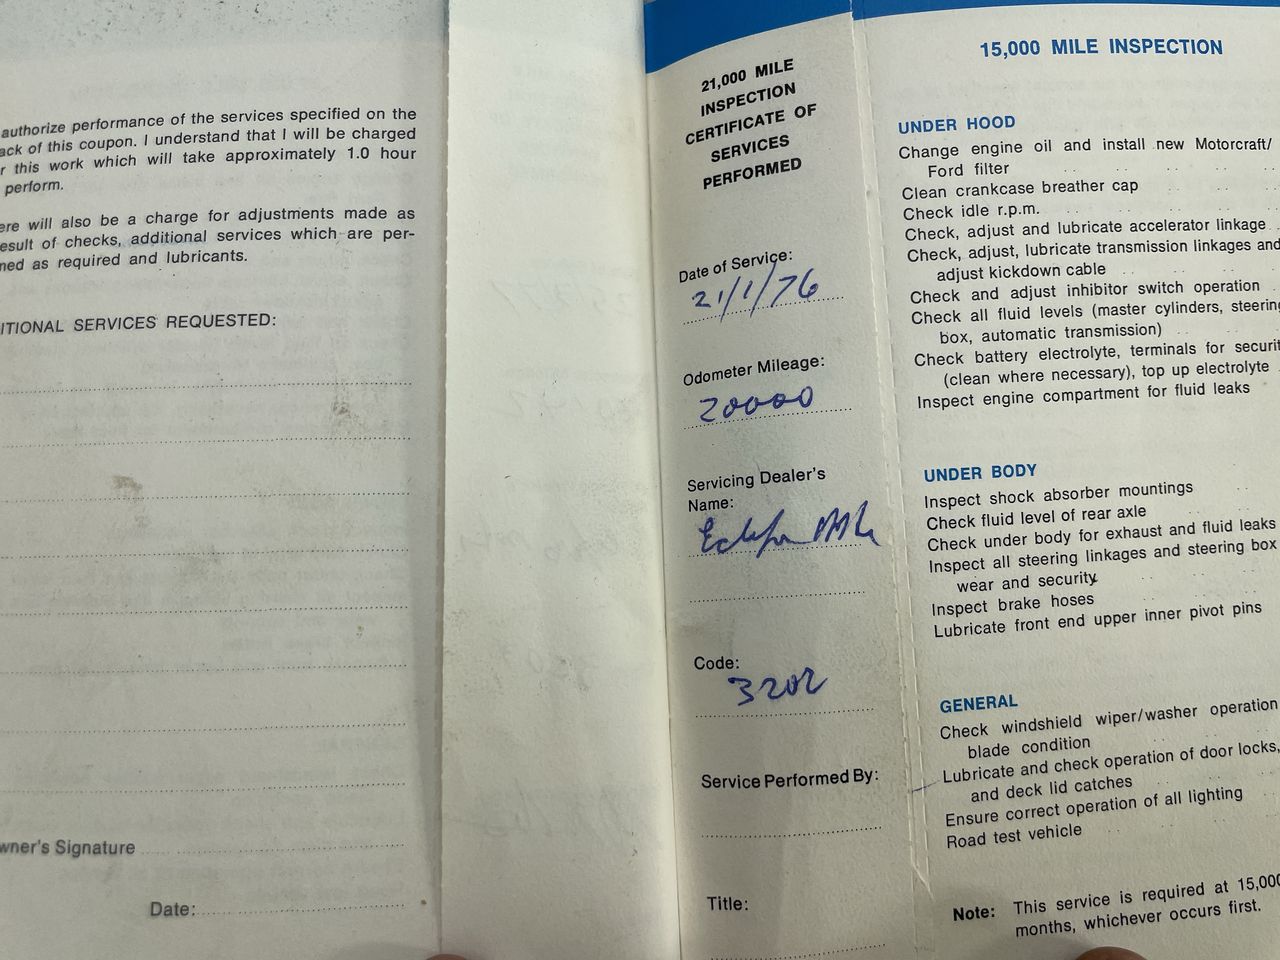 authorize performance of the services specified on the
ack of this coupon. I understand that I will be charged
r this work which will take approximately 1.0 hour
perform.
ere will also be a charge for adjustments made as
esult of checks, additional services which are per-
med as required and lubricants.
ITIONAL SERVICES REQUESTED:
wner's Signature
Date:
21,000 MILE
INSPECTION
CERTIFICATE OF
SERVICES
PERFORMED
Date of Service:
21/1/76
Odometer Mileage:
20000
Servicing Dealer's
Name:
Code:
3202
Service Performed By:
Title:
15,000 MILE INSPECTION
UNDER HOOD
Change engine oil and install new Motorcraft/
Ford filter
Clean crankcase breather cap
Check idle r.p.m.
Check, adjust and lubricate accelerator linkage
Check, adjust, lubricate transmission linkages and
adjust kickdown cable
Check and adjust inhibitor switch operation
Check all fluid levels (master cylinders, steering
box, automatic transmission)
Check battery electrolyte, terminals for securit
(clean where necessary), top up electrolyte
Inspect engine compartment for fluid leaks
UNDER BODY
Inspect shock absorber mountings
Check fluid level of rear axle
Check under body for exhaust and fluid leaks
Inspect all steering linkages and steering box
wear and security
Inspect brake hoses
Lubricate front end upper inner pivot pins
GENERAL
Check windshield wiper/washer operation
blade condition
Lubricate and check operation of door locks,
and deck lid catches
Ensure correct operation of all lighting
Road test vehicle
Note: This service is required at 15,000
months, whichever occurs first.